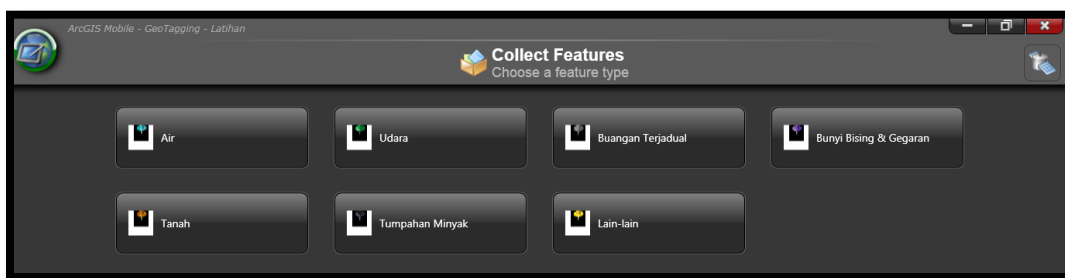 ArcGIS Mobile - GeoTagging - Latihan
Collect Features
Choose a feature type
Air
Udara
Buangan Terjadual
Bunyi Bising & Gegaran
Tanah
Tumpahan Minyak
Lain-lain